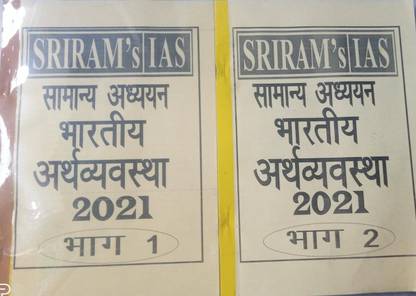 SRIRAM's IAS
सामान्य अध्ययन
भारतीय
अर्थव्यवस्था
2021
भाग 1
SRIRAM's IAS
सामान्य अध्ययन
भारतीय
अर्थव्यवस्था
2021
भाग 2